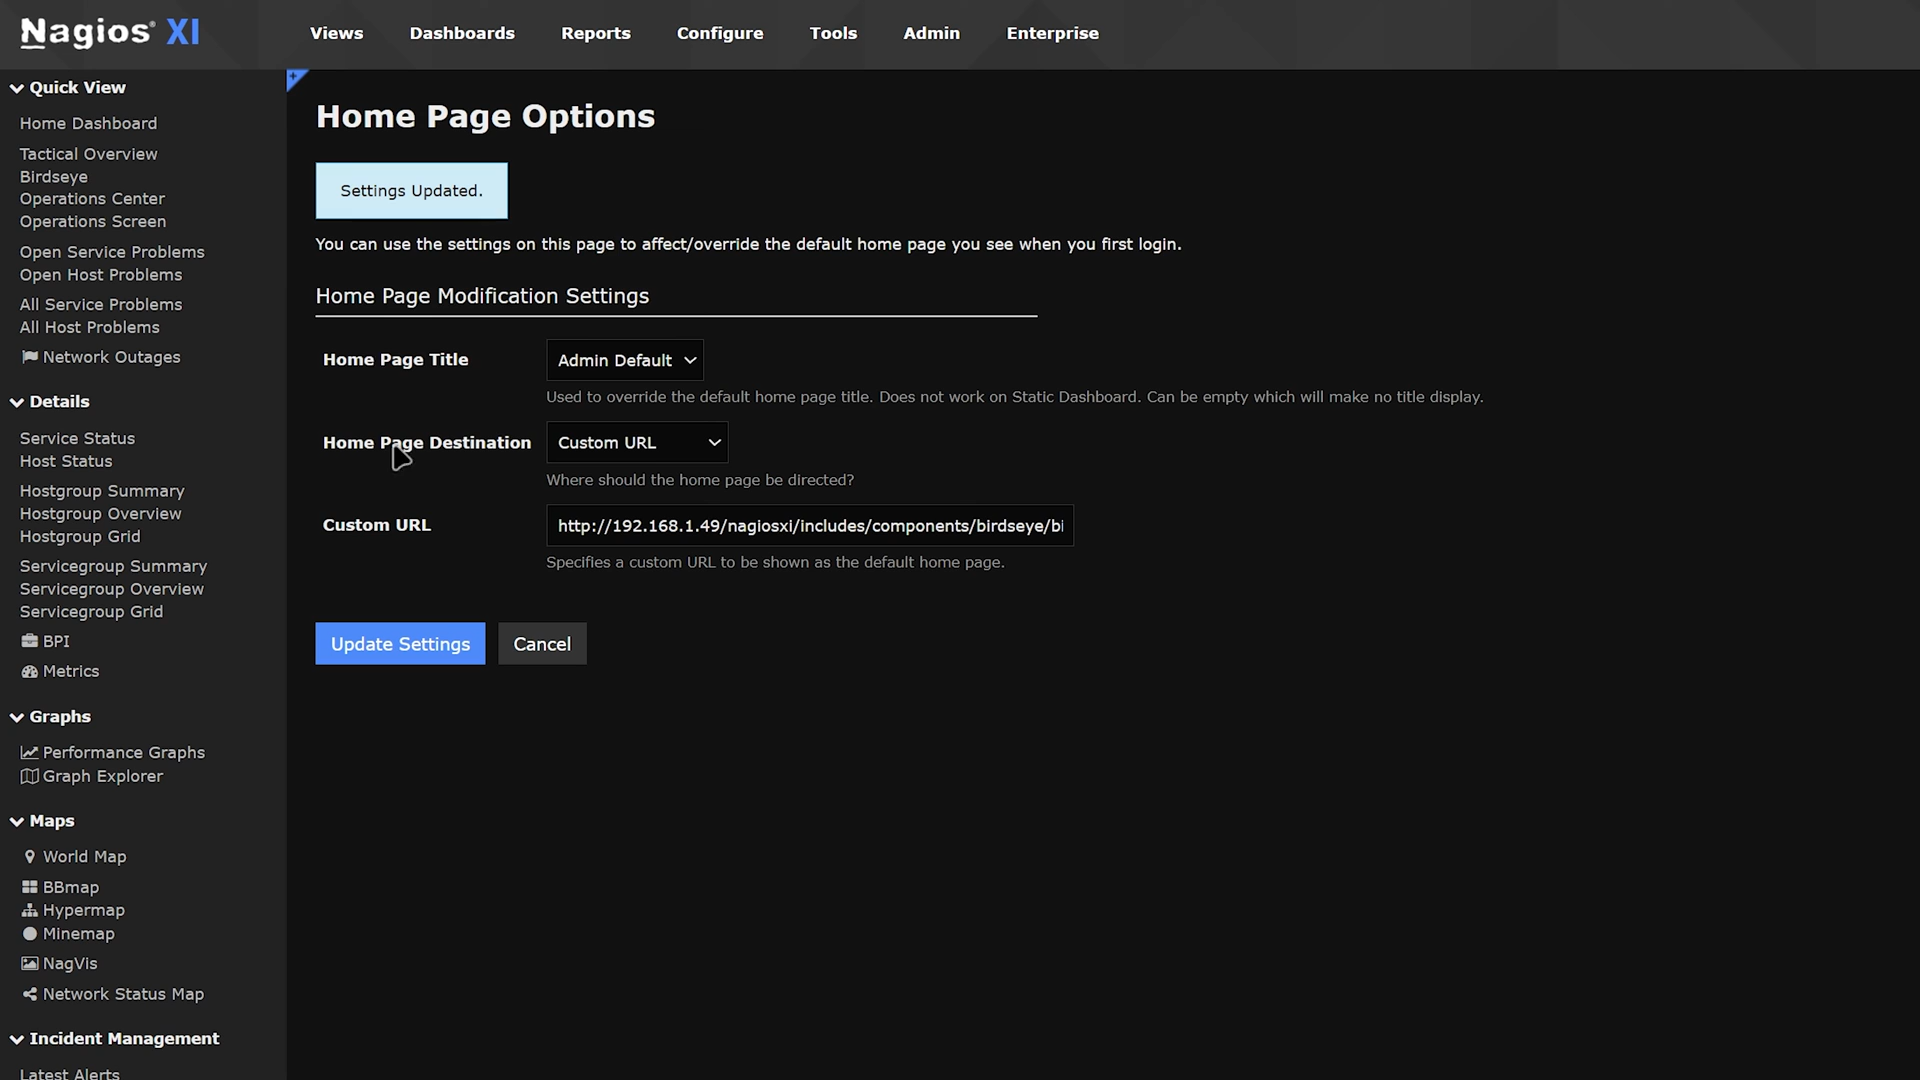 Nagios® XI
Views
Dashboards
Reports
Configure
Tools
Admin
Enterprise
Quick View
Home Dashboard
Tactical Overview
Birdseye
Operations Center
Operations Screen
Open Service Problems
Open Host Problems
All Service Problems
All Host Problems
Network Outages
Details
Service Status
Host Status
Hostgroup Summary
Hostgroup Overview
Hostgroup Grid
Servicegroup Summary
Servicegroup Overview
Servicegroup Grid
BPI
Metrics
Graphs
Performance Graphs
Graph Explorer
Maps
World Map
BBmap
Hypermap
Minemap
NagVis
Network Status Map
Incident Management
Latest Alerts
Home Page Options
Settings Updated.
You can use the settings on this page to affect/override the default home page you see when you first login.
Home Page Modification Settings
Home Page Title
Admin Default
Used to override the default home page title. Does not work on Static Dashboard. Can be empty which will make no title display.
Home Page Destination
Custom URL
Where should the home page be directed?
Custom URL
http://192.168.1.49/nagiosxi/includes/components/birdseye/bi
Specifies a custom URL to be shown as the default home page.
Update Settings
Cancel